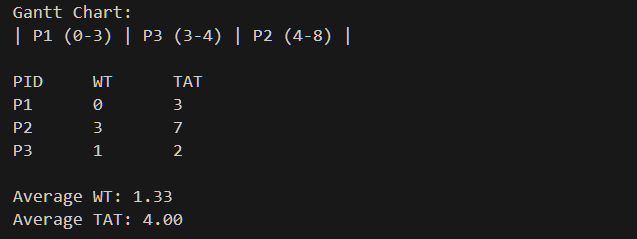 Gantt Chart:
| P1 (0-3) | P3 (3-4) | P2 (4-8) |
PID WT TAT
P1 0 3
P2 3 7
P3 1 2
Average WT: 1.33
Average TAT: 4.00